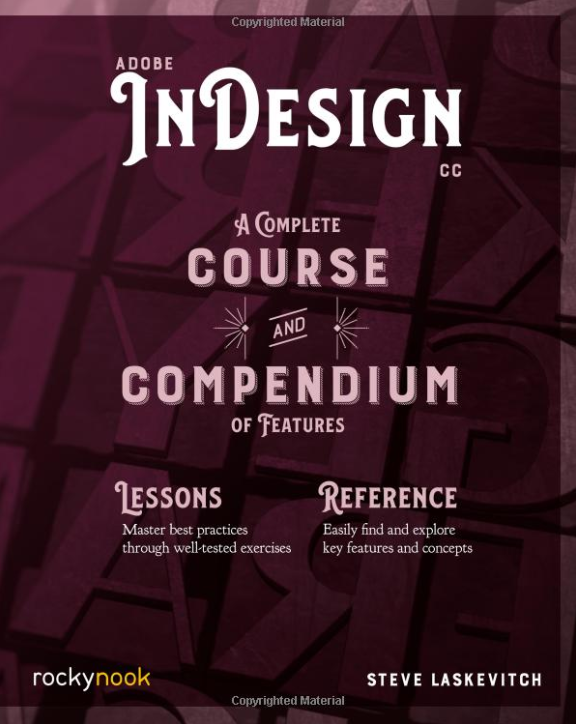 Copyrighted Material
ADOBE
INDESIGN
CC
A COMPLETE
COURSE
AND
COMPENDIUM
OF FEATURES
LESSONS
Master best practices
through well-tested exercises
REFERENCE
Easily find and explore
key features and concepts
rockynook
STEVE LASKEVITCH
Copyrighted Material